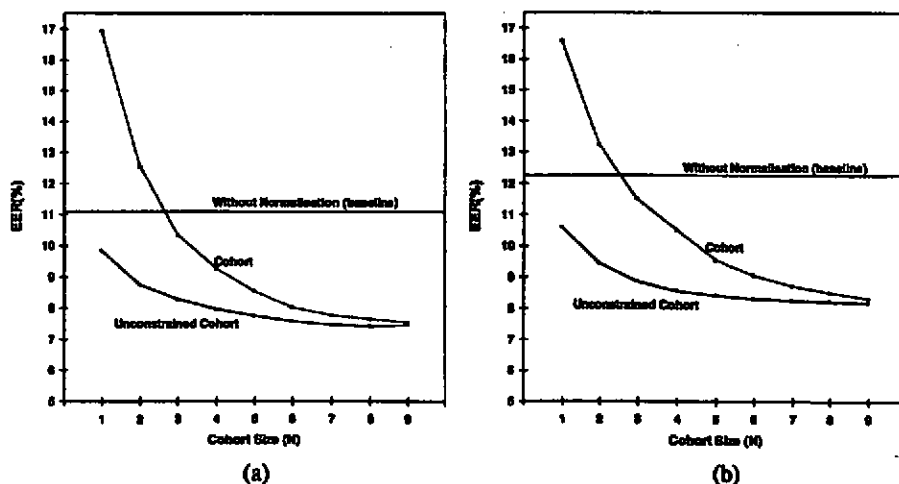 17
16
15
14
13
12
11
10
9
8
7
6
5
EER(%)
Without Normalisation (baseline)
Cohort
Unconstrained Cohort
1 2 3 4 5 6 7 8 9
Cohort Size (N)
(a)
17
16
15
14
13
12
11
10
9
8
7
6
5
EER(%)
Without Normalisation (baseline)
Cohort
Unconstrained Cohort
1 2 3 4 5 6 7 8 9
Cohort Size (N)
(b)